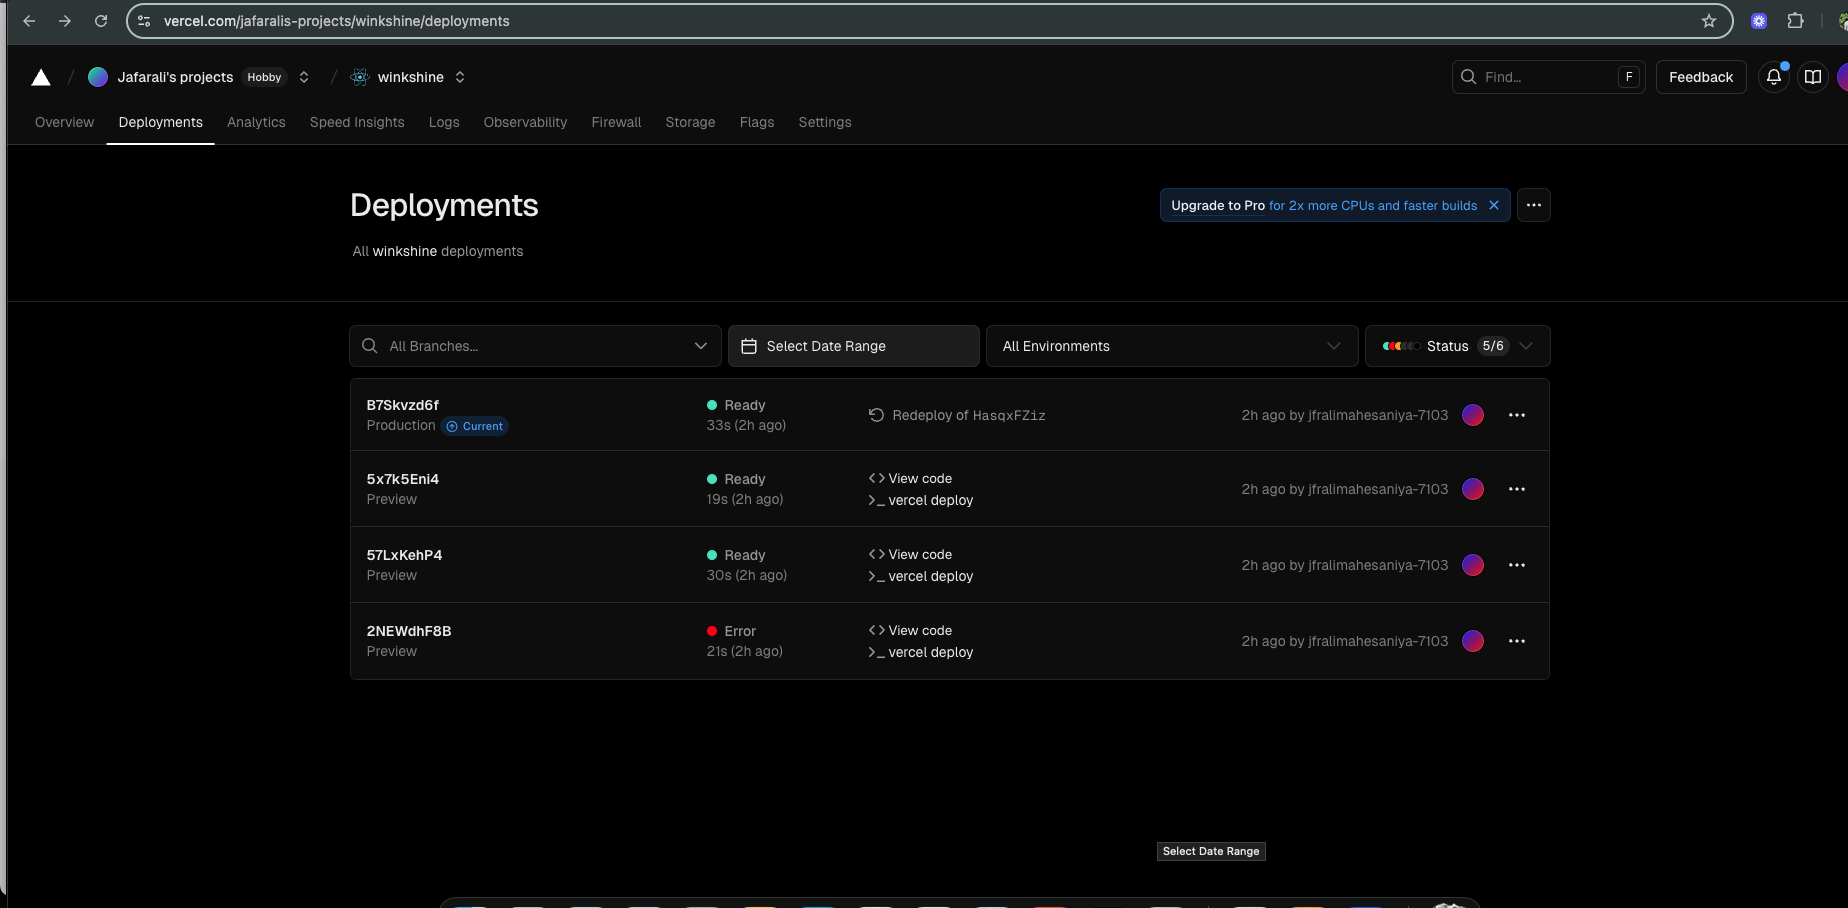 vercel.com/jafaralis-projects/winkshine/deployments
Jafarali's projects Hobby winkshine
Find... F Feedback
Overview Deployments Analytics Speed Insights Logs Observability Firewall Storage Flags Settings
Deployments
Upgrade to Pro for 2x more CPUs and faster builds
All winkshine deployments
All Branches... Select Date Range All Environments Status 5/6
B7Skvzd6f Ready
Redeploy of HasqxFZiz 2h ago by jfralimahesaniya-7103
Production Current 33s (2h ago)
5x7k5Eni4 Ready <> View code
2h ago by jfralimahesaniya-7103
Preview 19s (2h ago) >_ vercel deploy
57LxKehP4 Ready <> View code
2h ago by jfralimahesaniya-7103
Preview 30s (2h ago) >_ vercel deploy
2NEWdhF8B Error <> View code
2h ago by jfralimahesaniya-7103
Preview 21s (2h ago) >_ vercel deploy
Select Date Range